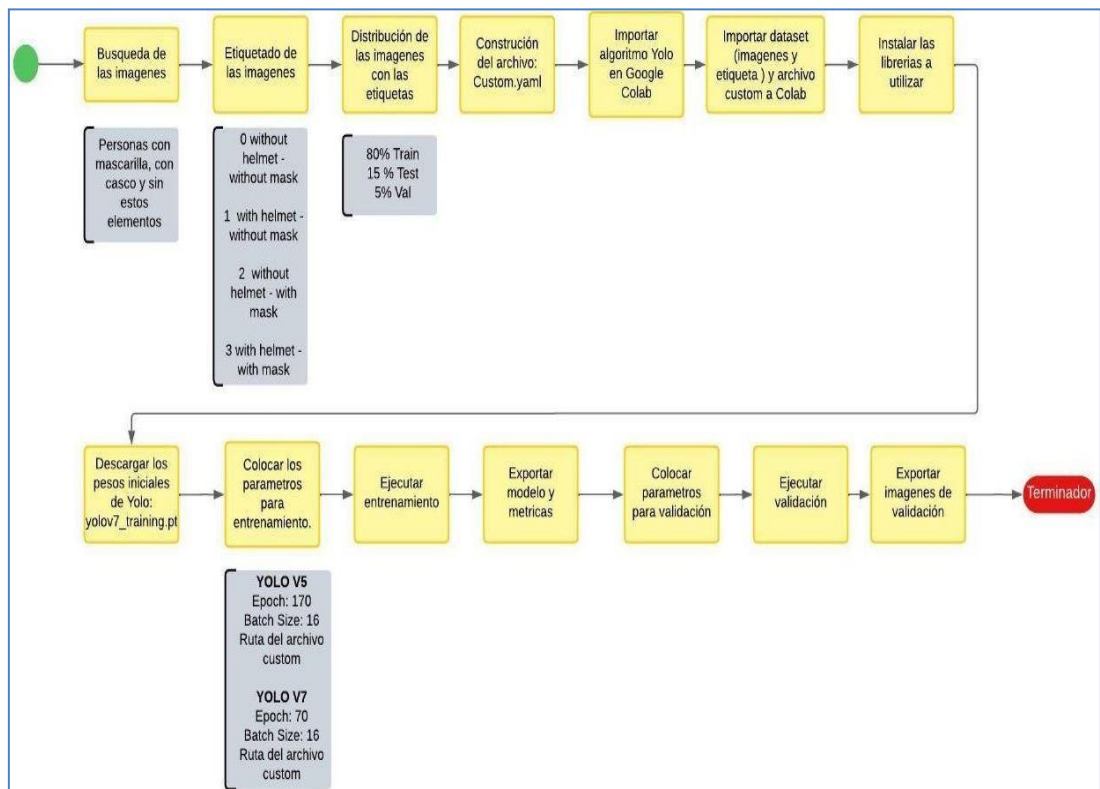 Busqueda de
las imagenes
Etiquetado de
las imagenes
Distribución de
las imagenes
con las
etiquetas
Construción
del archivo:
Custom.yaml
Importar
algoritmo Yolo
en Google
Colab
Importar dataset
(imagenes y
etiqueta ) y archivo
custom a Colab
Instalar las
librerias a
utilizar
Personas con
mascarilla, con
casco y sin
estos
elementos
0 without
helmet -
without mask
1 with helmet -
without mask
2 without
helmet - with
mask
3 with helmet -
with mask
80% Train
15 % Test
5% Val
Descargar los
pesos iniciales
de Yolo:
yolov7_training.pt
Colocar los
parametros
para
entrenamiento.
Ejecutar
entrenamiento
Exportar
modelo y
metricas
Colocar
parametros
para validación
Ejecutar
validación
Exportar
imagenes de
validación
Terminador
YOLO V5
Epoch: 170
Batch Size: 16
Ruta del archivo
custom
YOLO V7
Epoch: 70
Batch Size: 16
Ruta del archivo
custom